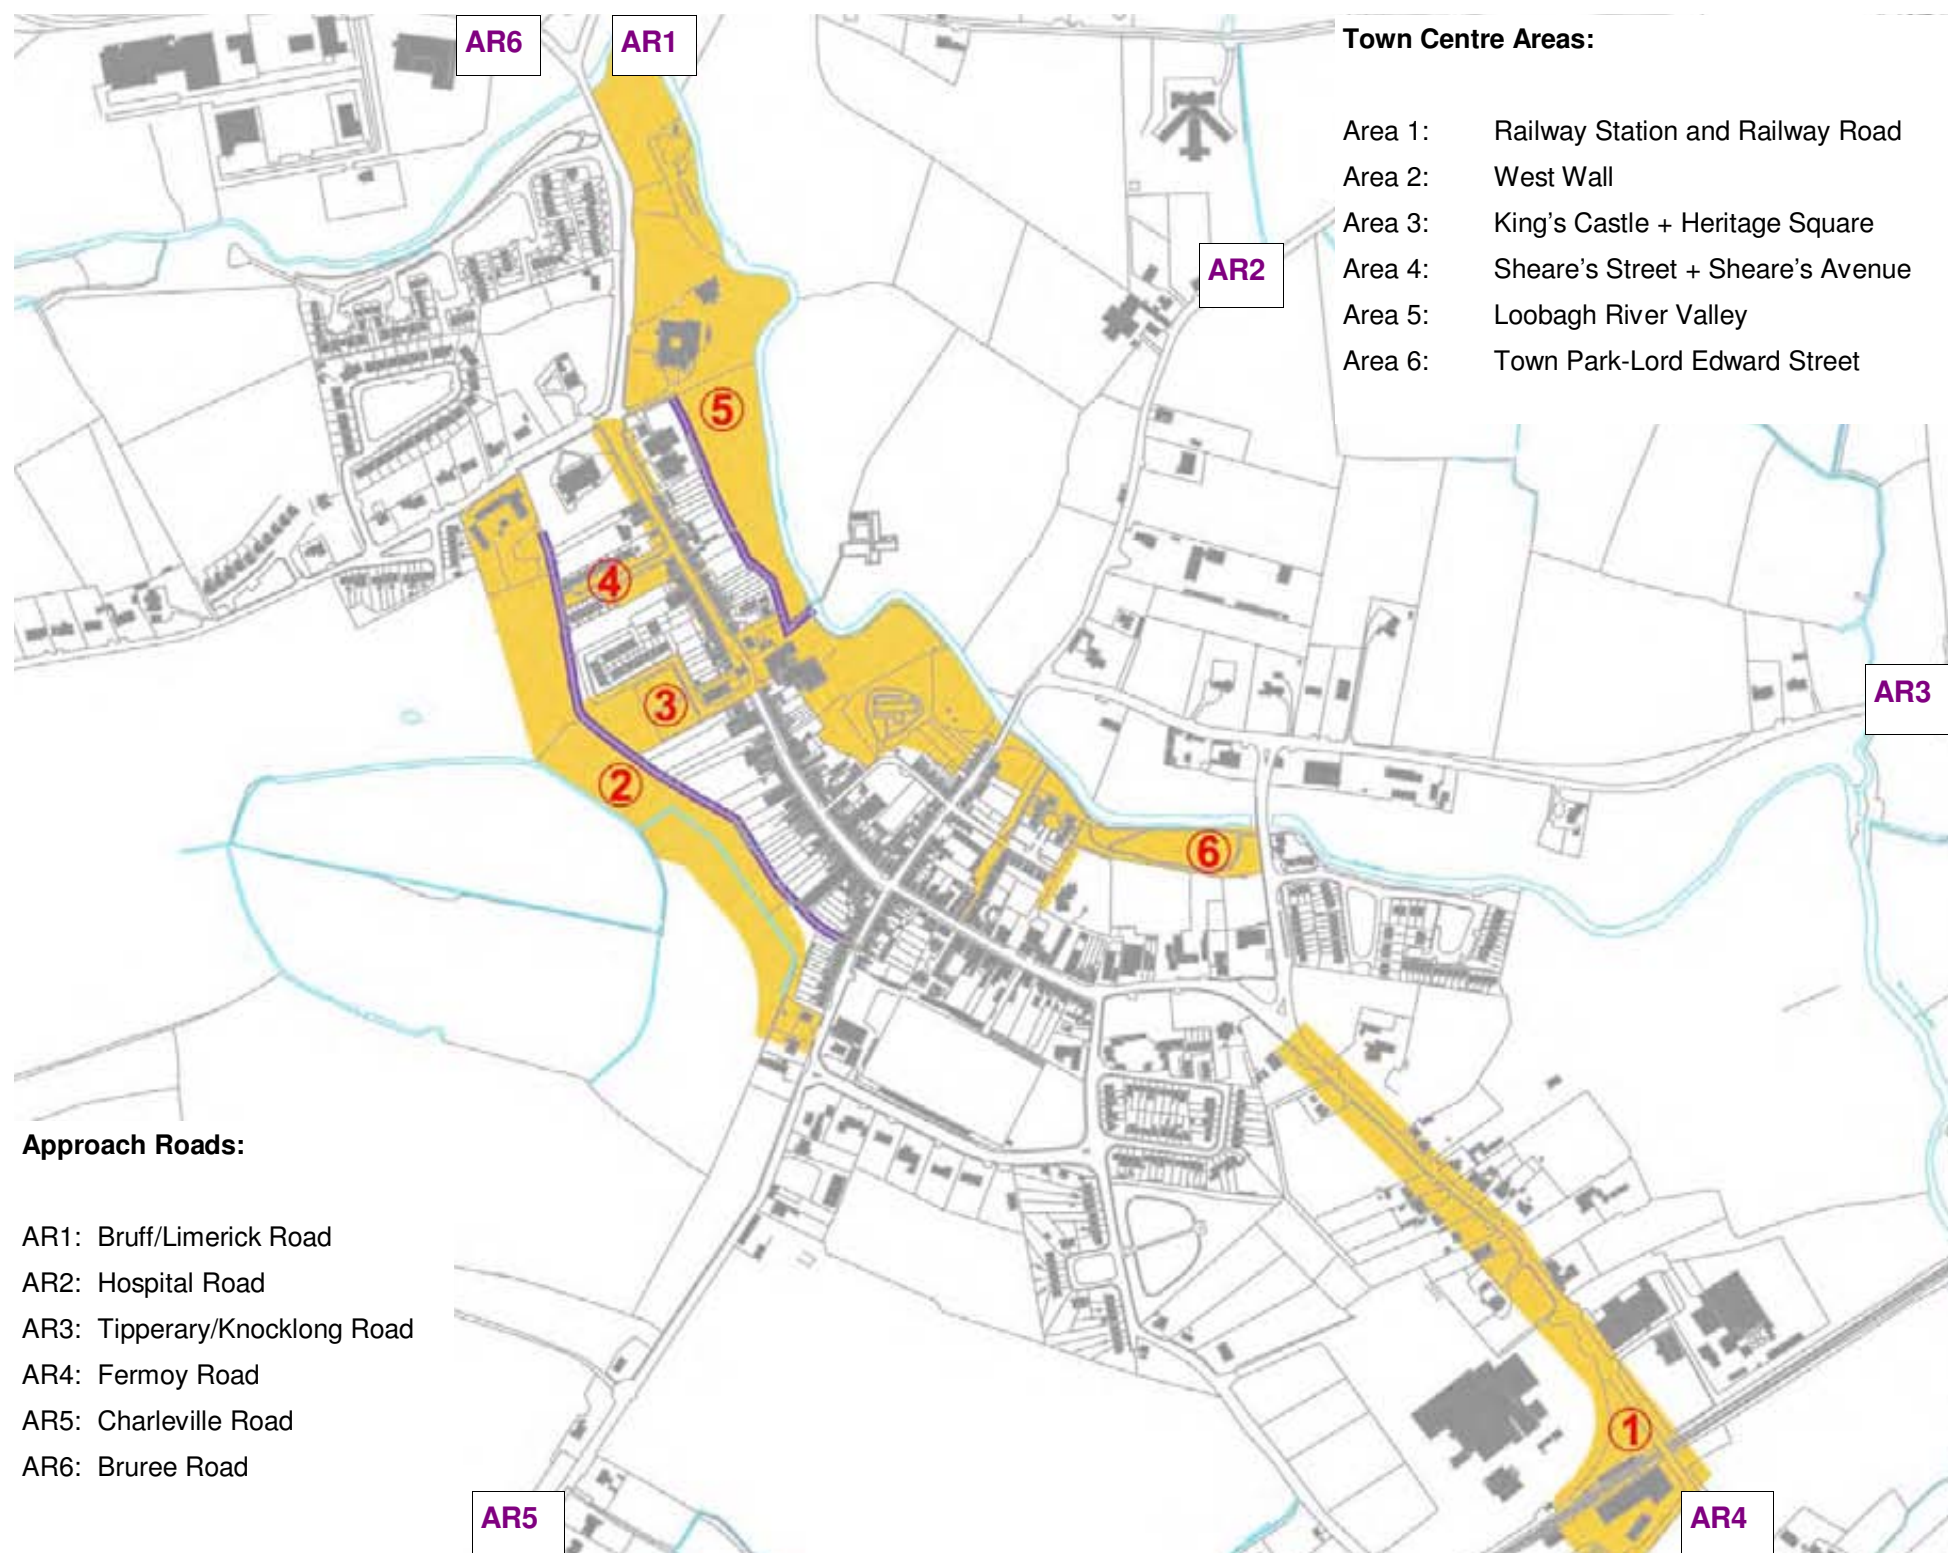 AR6
AR1
Town Centre Areas:
Area 1: Railway Station and Railway Road
Area 2: West Wall
Area 3: King's Castle + Heritage Square
Area 4: Sheare's Street + Sheare's Avenue
Area 5: Loobagh River Valley
Area 6: Town Park-Lord Edward Street
AR2
5
4
3
AR3
2
6
Approach Roads:
AR1: Bruff/Limerick Road
AR2: Hospital Road
AR3: Tipperary/Knocklong Road
AR4: Fermoy Road
AR5: Charleville Road
AR6: Bruree Road
1
AR5
AR4